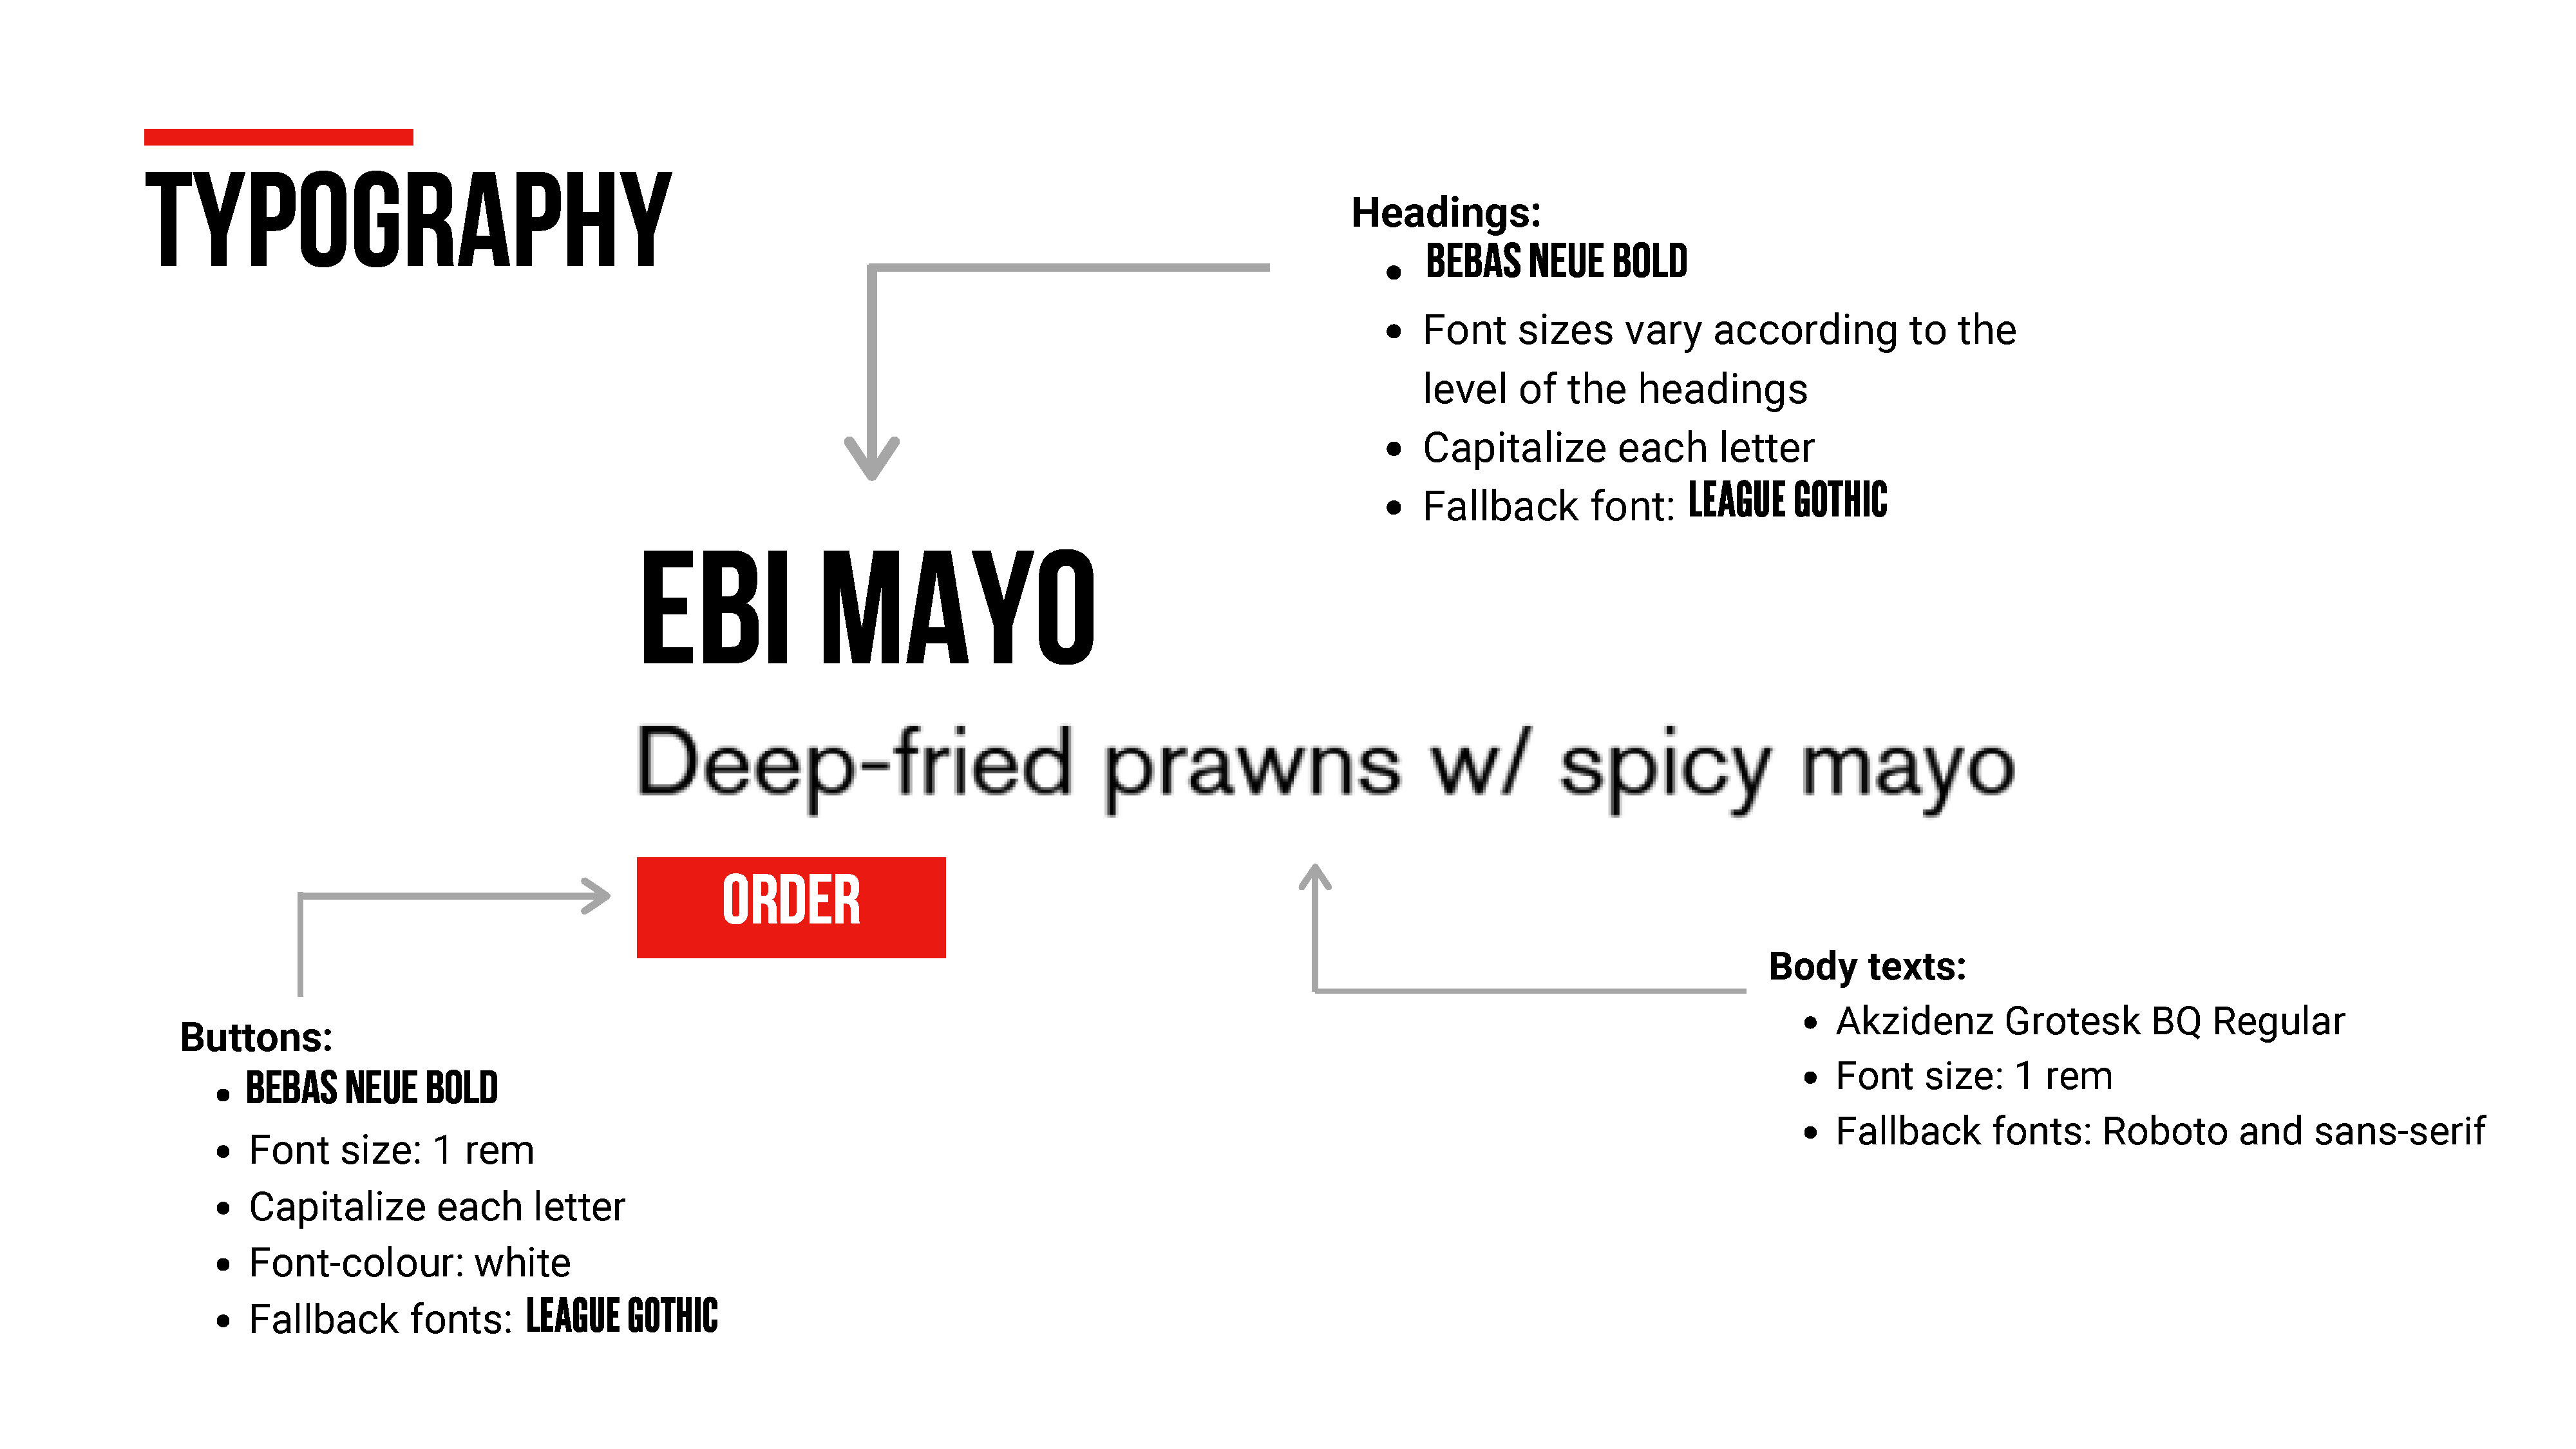 TYPOGRAPHY
Headings:
• BEBAS NEUE BOLD
• Font sizes vary according to the
level of the headings
• Capitalize each letter
• Fallback font: LEAGUE GOTHIC
EBI MAYO
Deep-fried prawns w/ spicy mayo
ORDER
Buttons:
• BEBAS NEUE BOLD
• Font size: 1 rem
• Capitalize each letter
• Font-colour: white
• Fallback fonts: LEAGUE GOTHIC
Body texts:
• Akzidenz Grotesk BQ Regular
• Font size: 1 rem
• Fallback fonts: Roboto and sans-serif